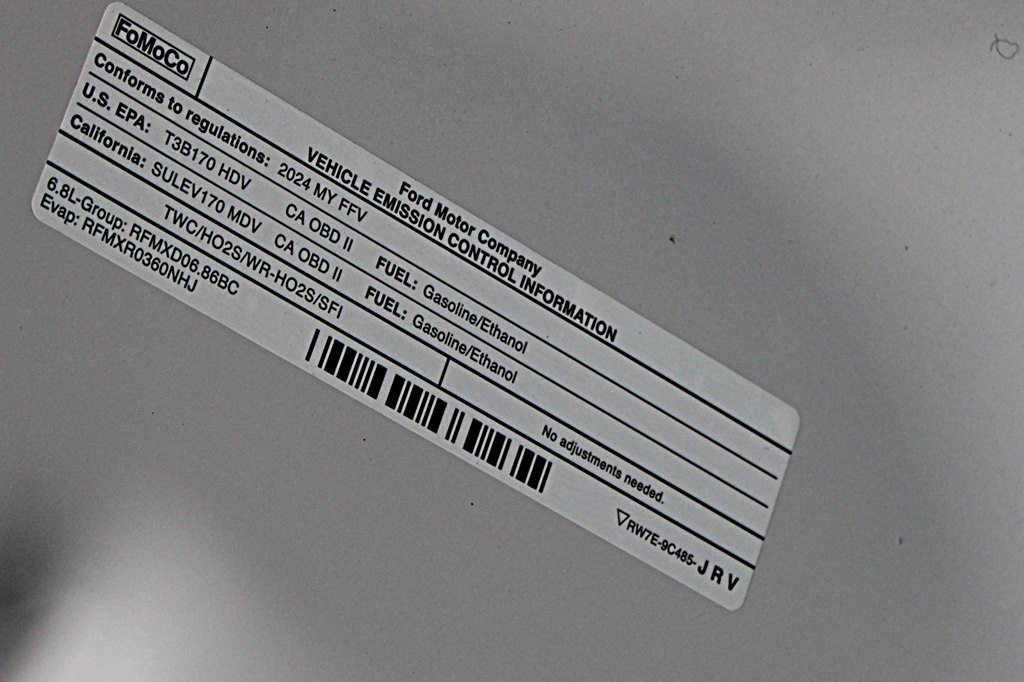 FoMoCo
Ford Motor Company
VEHICLE EMISSION CONTROL INFORMATION
Conforms to regulations: 2024 MY FFV
U.S. EPA: T3B170 HDV CA OBD II FUEL: Gasoline/Ethanol
California: SULEV170 MDV CA OBD II FUEL: Gasoline/Ethanol
TWC/HO2S/WR-HO2S/SFI No adjustments needed.
6.8L-Group: RFMXD06.86BC
Evap: RFMXR0360NHJ
RW7E-9C485-JRV